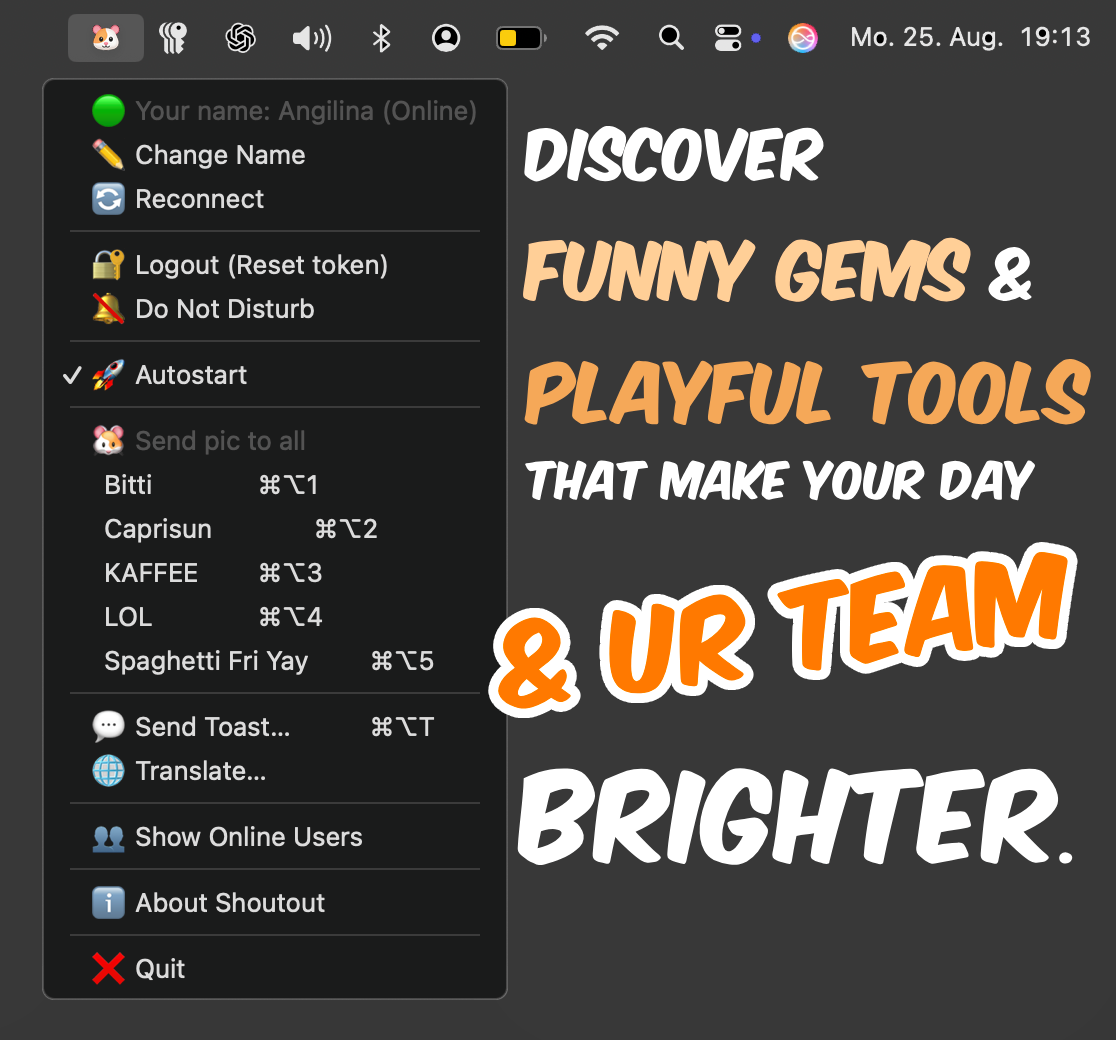 Mo. 25. Aug. 19:13
Your name: Angilina (Online)
Change Name
Reconnect
Logout (Reset token)
Do Not Disturb
Autostart
Send pic to all
Bitti ⌘⌥1
Caprisun ⌘⌥2
KAFFEE ⌘⌥3
LOL ⌘⌥4
Spaghetti Fri Yay ⌘⌥5
Send Toast... ⌘⌥T
Translate...
Show Online Users
About Shoutout
Quit
DISCOVER
FUNNY GEMS &
PLAYFUL TOOLS
THAT MAKE YOUR DAY
& UR TEAM
BRIGHTER.